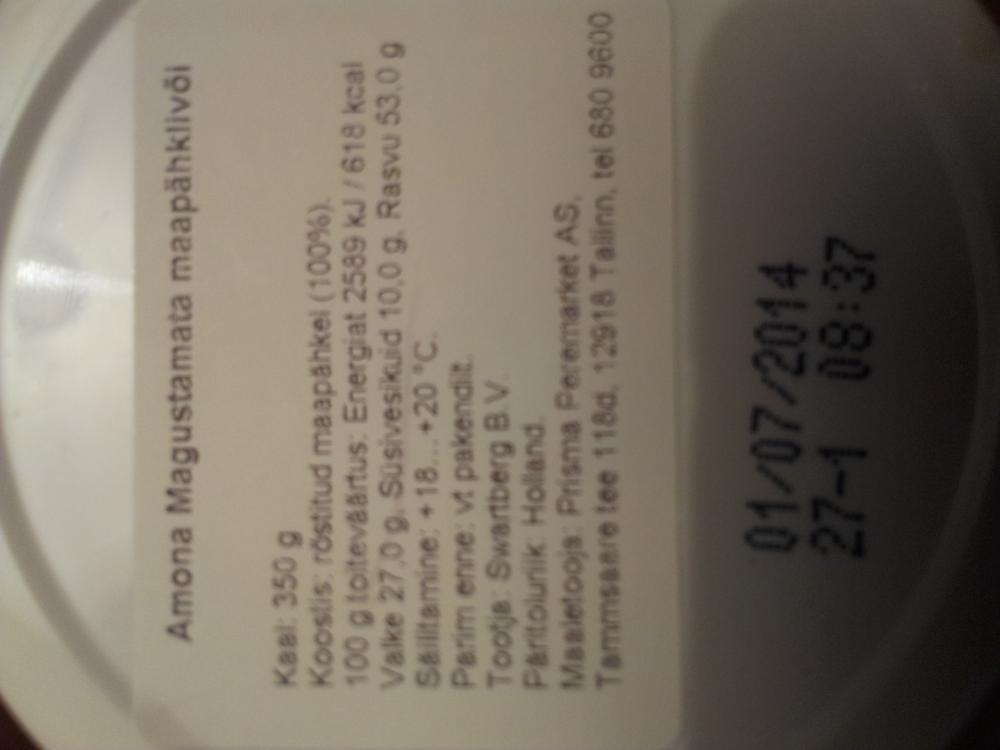 Amona Magustamata maapähklivõi
Kaal: 350 g
Koostis: röstitud maapähkel (100%).
100 g toiteväärtus: Energiat 2589 kJ / 618 kcal
Valke 27,0 g, Süsivesikuid 10,0 g, Rasvu 53,0 g
Säilitamine: +18... +20 °C.
Parim enne: vt pakendilt.
Tootja: Swartberg B.V.
Päritoluriik: Holland.
Maaletooja: Prisma Peremarket AS,
Tammsaare tee 118d, 12918 Tallinn, tel 680 9600
01/07/2014
27-1 08:37